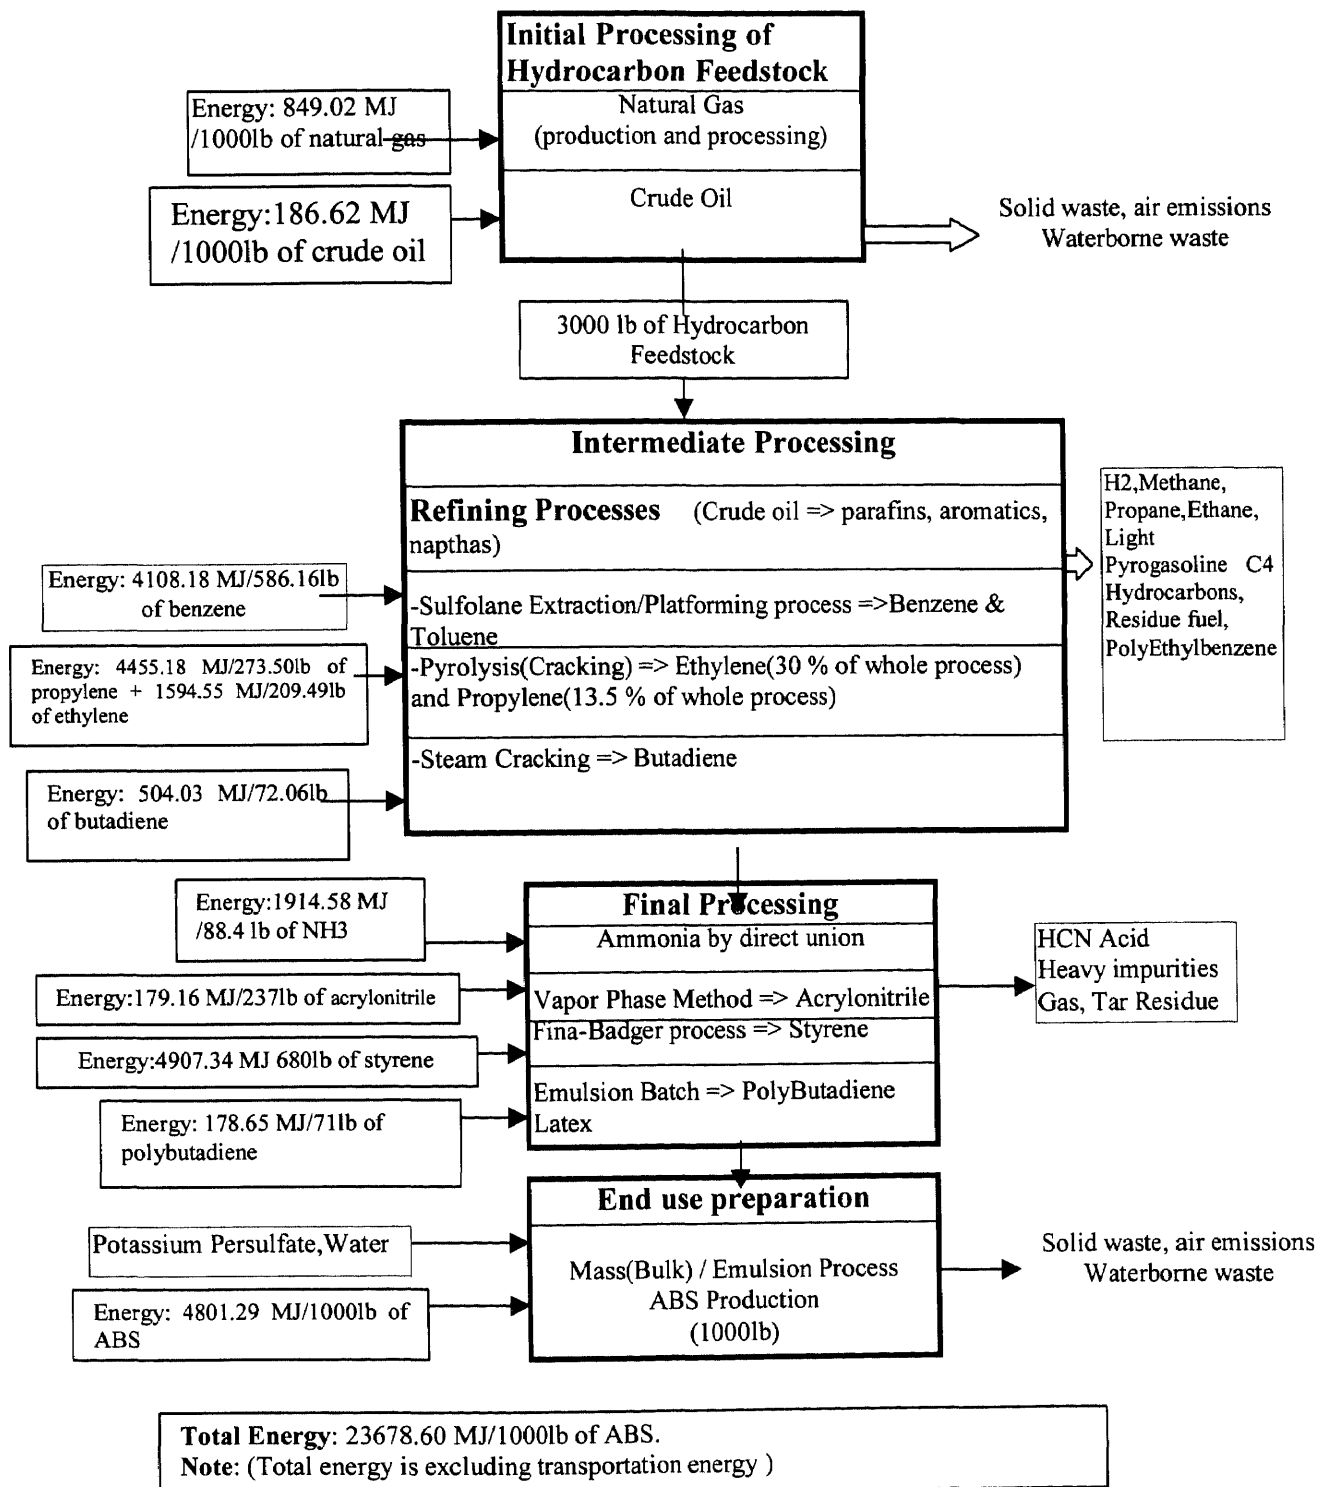 Initial Processing of
Hydrocarbon Feedstock
Natural Gas
(production and processing)
Crude Oil
Energy: 849.02 MJ
/1000lb of natural gas
Energy:186.62 MJ
/1000lb of crude oil
Solid waste, air emissions
Waterborne waste
3000 lb of Hydrocarbon
Feedstock
Intermediate Processing
Refining Processes (Crude oil => parafins, aromatics,
napthas)
-Sulfolane Extraction/Platforming process =>Benzene &
Toluene
-Pyrolysis(Cracking) => Ethylene(30 % of whole process)
and Propylene(13.5 % of whole process)
-Steam Cracking => Butadiene
Energy: 4108.18 MJ/586.16lb
of benzene
Energy: 4455.18 MJ/273.50lb of
propylene + 1594.55 MJ/209.49lb
of ethylene
Energy: 504.03 MJ/72.06lb
of butadiene
H2,Methane,
Propane,Ethane,
Light
Pyrogasoline C4
Hydrocarbons,
Residue fuel,
PolyEthylbenzene
Final Processing
Ammonia by direct union
Vapor Phase Method => Acrylonitrile
Fina-Badger process => Styrene
Emulsion Batch => PolyButadiene
Latex
Energy:1914.58 MJ
/88.4 lb of NH3
Energy:179.16 MJ/237lb of acrylonitrile
Energy:4907.34 MJ 680lb of styrene
Energy: 178.65 MJ/71lb of
polybutadiene
HCN Acid
Heavy impurities
Gas, Tar Residue
End use preparation
Mass(Bulk) / Emulsion Process
ABS Production
(1000lb)
Potassium Persulfate,Water
Energy: 4801.29 MJ/1000lb of
ABS
Solid waste, air emissions
Waterborne waste
Total Energy: 23678.60 MJ/1000lb of ABS.
Note: (Total energy is excluding transportation energy )